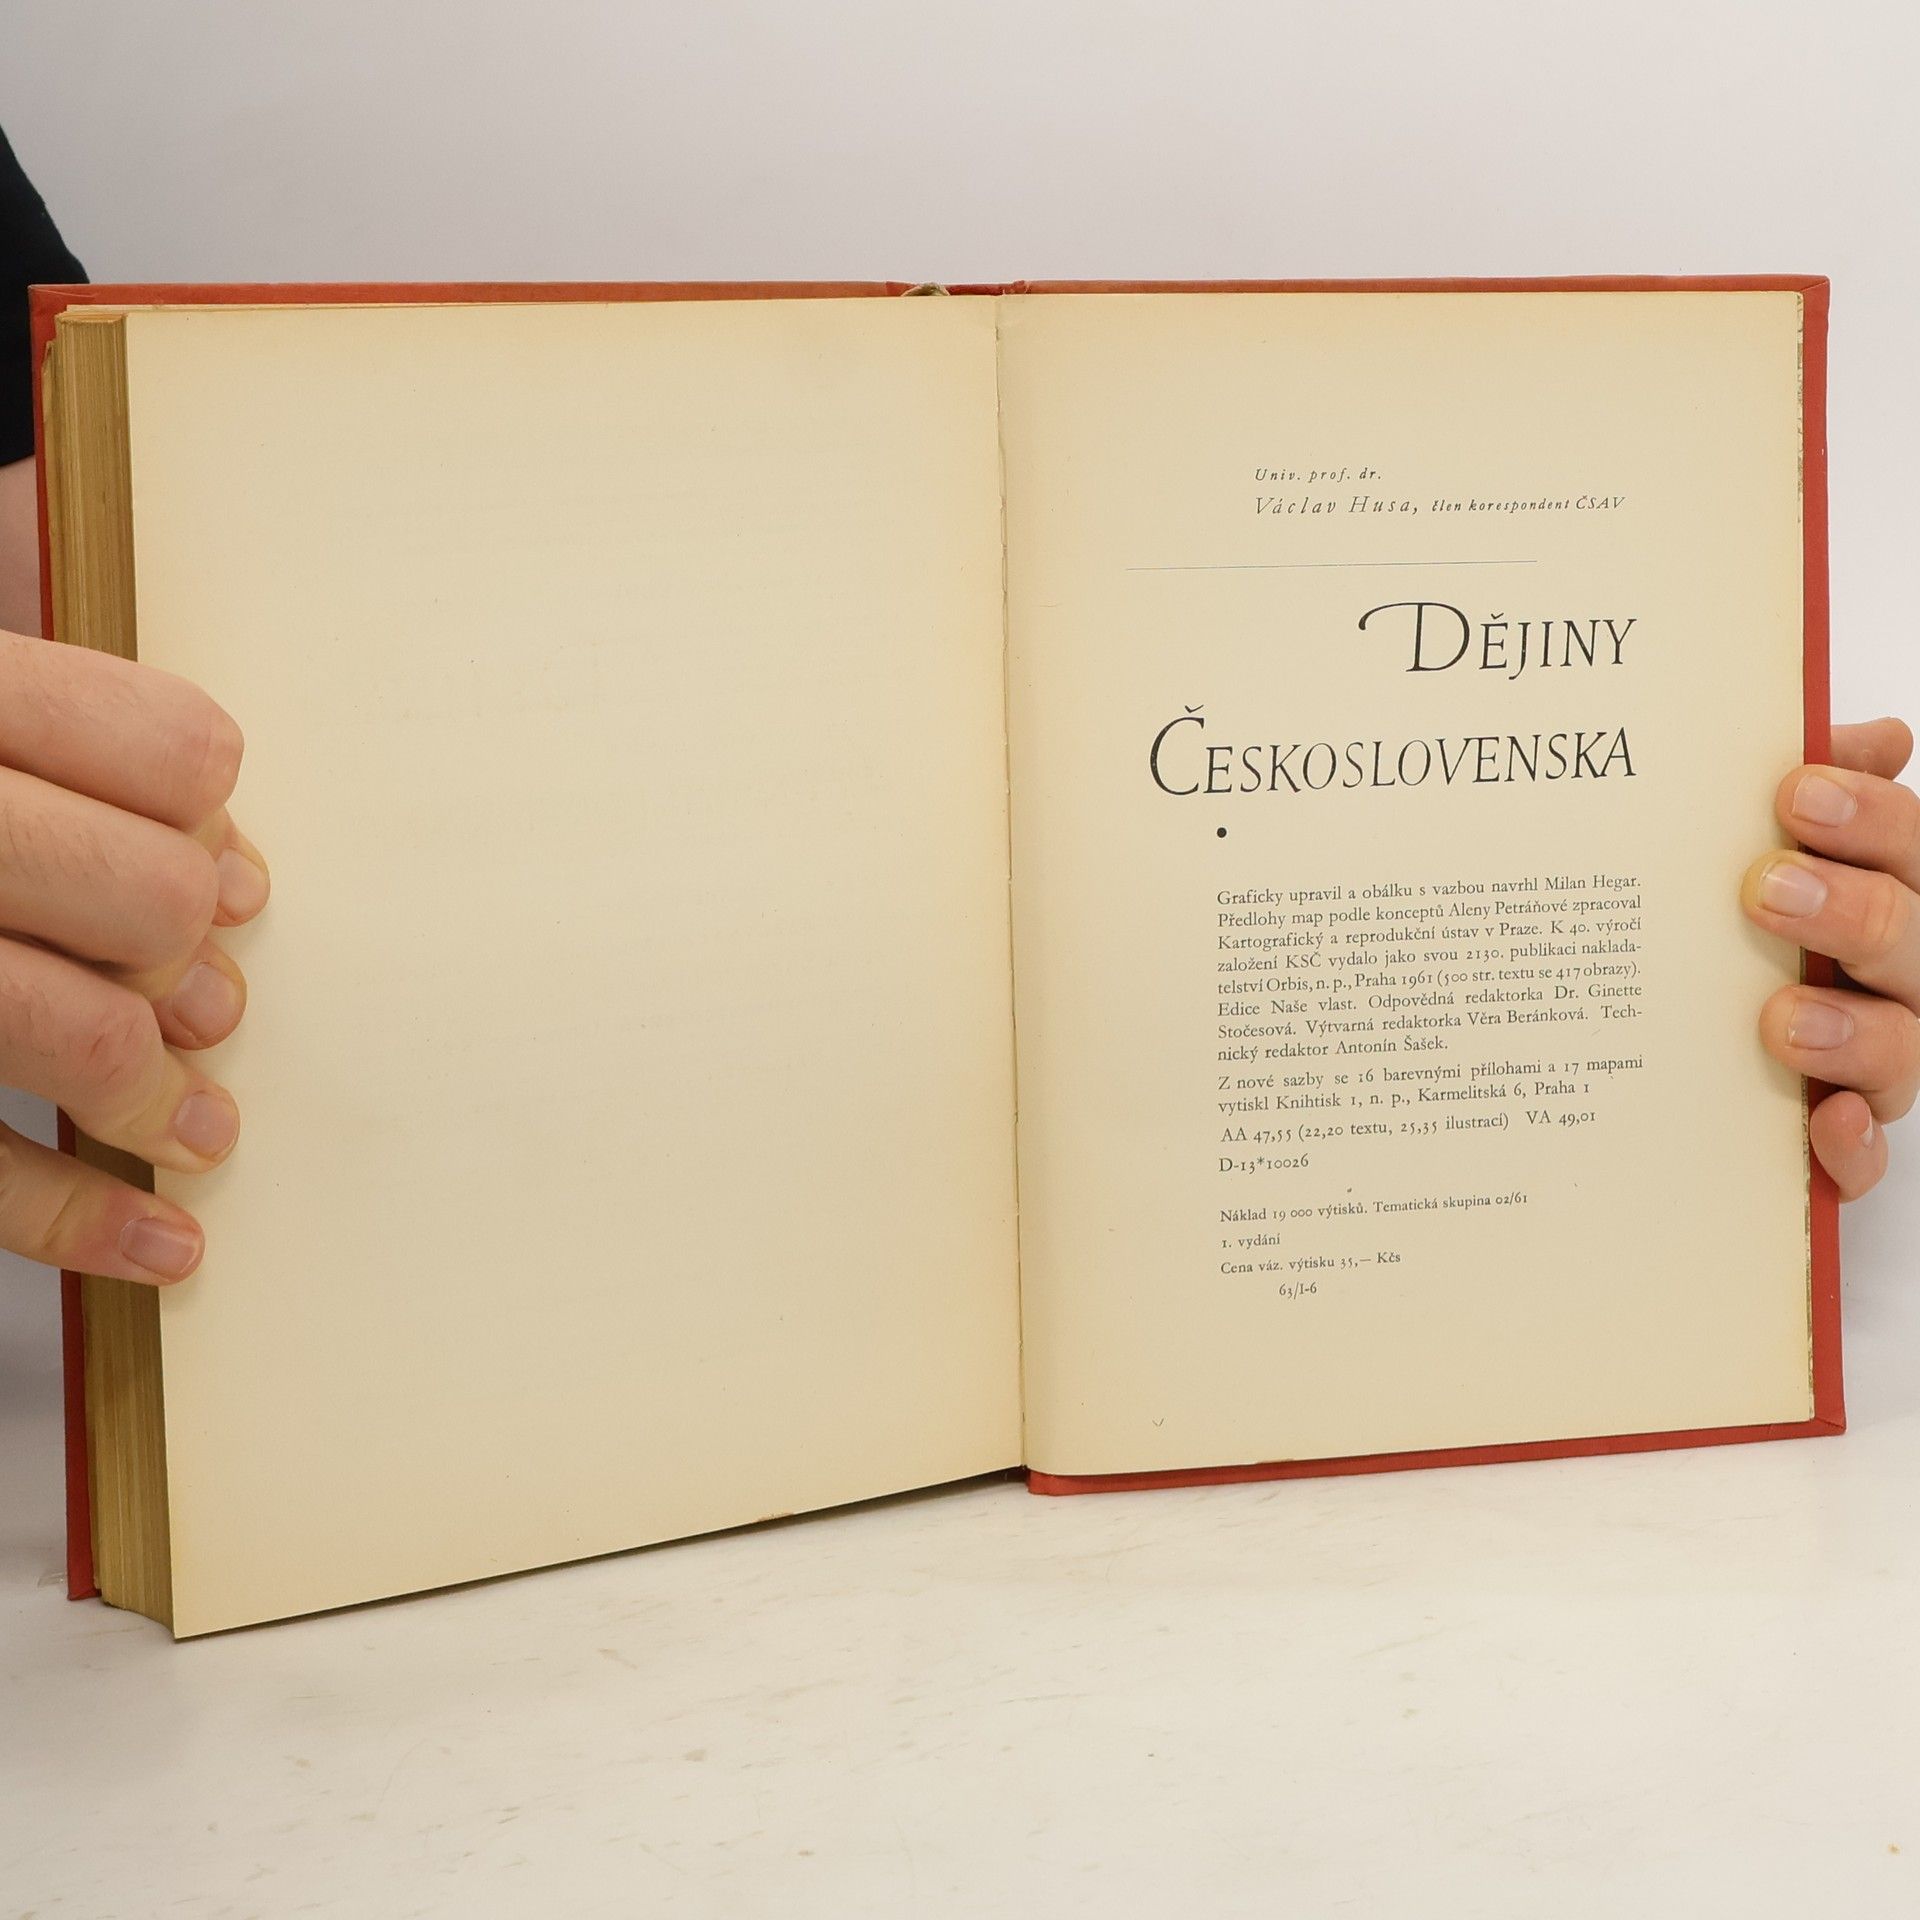 Univ. prof. dr.
Václav Husa, člen korespondent ČSAV
DĚJINY
ČESKOSLOVENSKA
•
Graficky upravil a obálku s vazbou navrhl Milan Hegar.
Předlohy map podle konceptů Aleny Petráňové zpracoval
Kartografický a reprodukční ústav v Praze. K 40. výročí
založení KSČ vydalo jako svou 2130. publikaci naklada-
telství Orbis, n. p., Praha 1961 (500 str. textu se 417 obrazy).
Edice Naše vlast. Odpovědná redaktorka Dr. Ginette
Stočesová. Výtvarná redaktorka Věra Beránková. Tech-
nický redaktor Antonín Šašek.
Z nové sazby se 16 barevnými přílohami a 17 mapami
vytiskl Knihtisk 1, n. p., Karmelitská 6, Praha 1
AA 47,55 (22,20 textu, 25,35 ilustrací) VA 49,01
D-13*10026
Náklad 19 000 výtisků. Tematická skupina 02/61
1. vydání
Cena váz. výtisku 35,— Kčs
63/I-6